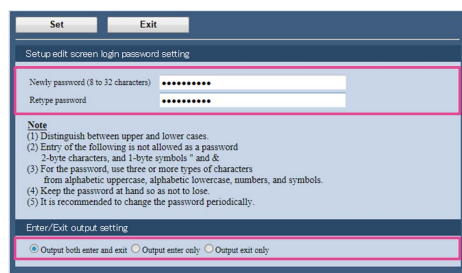 Set Exit
Setup edit screen login password setting
Newly password (8 to 32 characters) ••••••••••
Retype password ••••••••••
Note
(1) Distinguish between upper and lower cases.
(2) Entry of the following is not allowed as a password
2-byte characters, and 1-byte symbols " and &
(3) For the password, use three or more types of characters
from alphabetic uppercase, alphabetic lowercase, numbers, and symbols.
(4) Keep the password at hand so as not to lose.
(5) It is recommended to change the password periodically.
Enter/Exit output setting
Output both enter and exit Output enter only Output exit only